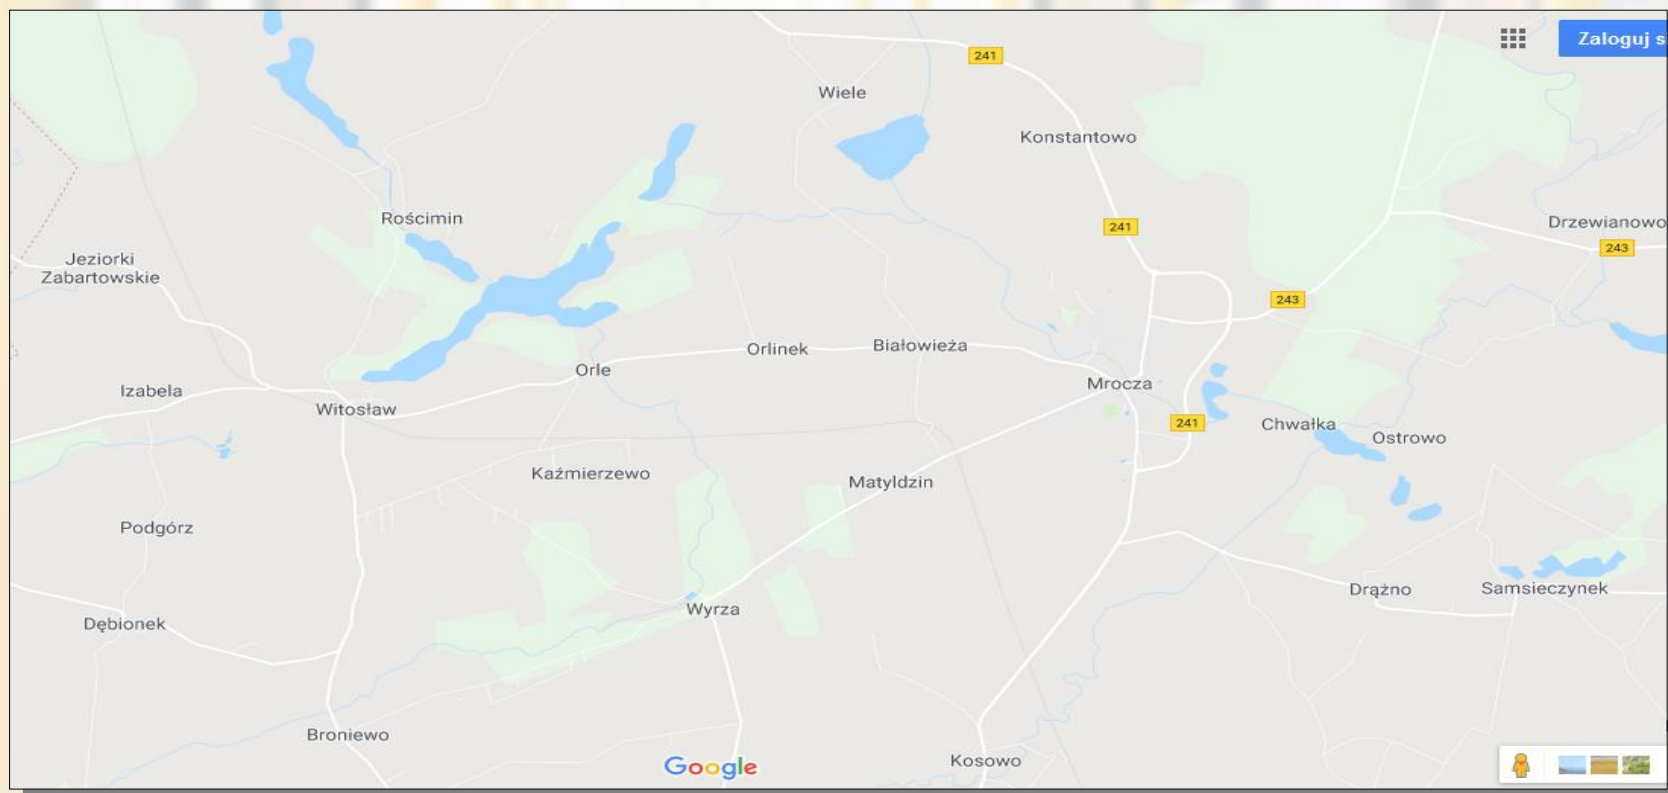 241
Zaloguj s
Wiele
Konstantowo
Rościmin
241
Drzewianowo
243
Jeziorki
Zabartowskie
243
Orlinek
Białowieża
Orle
Mrocza
Izabela
Witosław
241
Chwałka
Ostrowo
Kaźmierzewo
Matyldzin
Podgórz
Drążno
Samsieczynek
Wyrza
Dębionek
Broniewo
Kosowo
Google